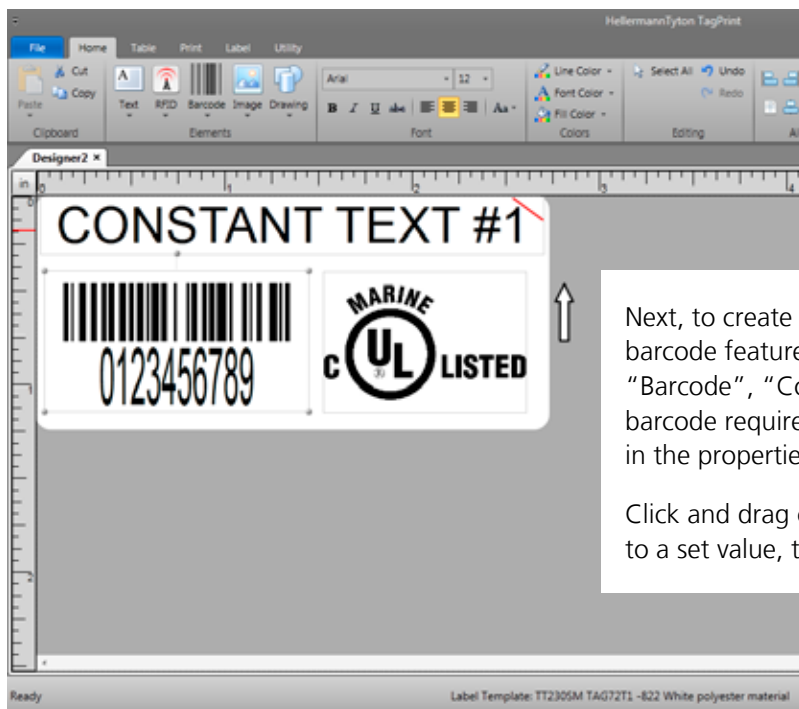 HellermannTyton TagPrint
File Home Table Print Label Utility
Paste
Cut
Copy
Clipboard
Text RFID Barcode Image Drawing
Elements
Arial 12
B I U abc Aa
Font
Line Color
Font Color
Fill Color
Colors
Select All
Undo
Redo
Editing
Al
Designer2 ×
in 0 1 2 3 4
0
1
2
CONSTANT TEXT #1
0123456789
MARINE
C UL LISTED
®
Next, to create
barcode feature
"Barcode", "Co
barcode require
in the propertie
Click and drag
to a set value, t
Ready
Label Template: TT230SM TAG72T1 -822 White polyester material